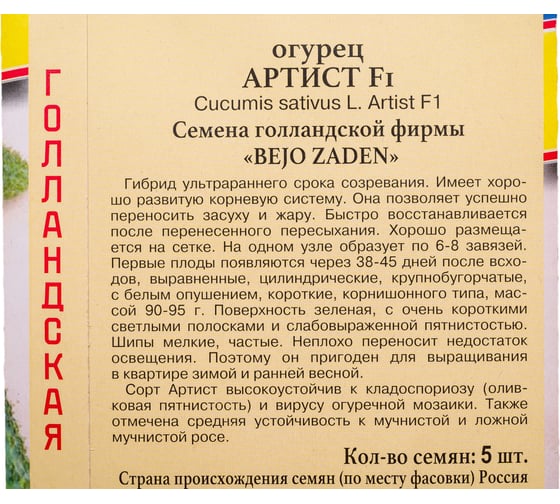 ГОЛЛАНДСКАЯ
огурец
АРТИСТ F1
Cucumis sativus L. Artist F1
Семена голландской фирмы
«BEJO ZADEN»
Гибрид ультрараннего срока созревания. Имеет хоро-
шо развитую корневую систему. Она позволяет успешно
переносить засуху и жару. Быстро восстанавливается
после перенесенного пересыхания. Хорошо размеща-
ется на сетке. На одном узле образует по 6-8 завязей.
Первые плоды появляются через 38-45 дней после всхо-
дов, выравненные, цилиндрические, крупнобугорчатые,
с белым опушением, короткие, корнишонного типа, мас-
сой 90-95 г. Поверхность зеленая, с очень короткими
светлыми полосками и слабовыраженной пятнистостью.
Шипы мелкие, частые. Неплохо переносит недостаток
освещения. Поэтому он пригоден для выращивания
в квартире зимой и ранней весной.
Сорт Артист высокоустойчив к кладоспориозу (олив-
ковая пятнистость) и вирусу огуречной мозаики. Также
отмечена средняя устойчивость к мучнистой и ложной
мучнистой росе.
Кол-во семян: 5 шт.
Страна происхождения семян (по месту фасовки) Россия